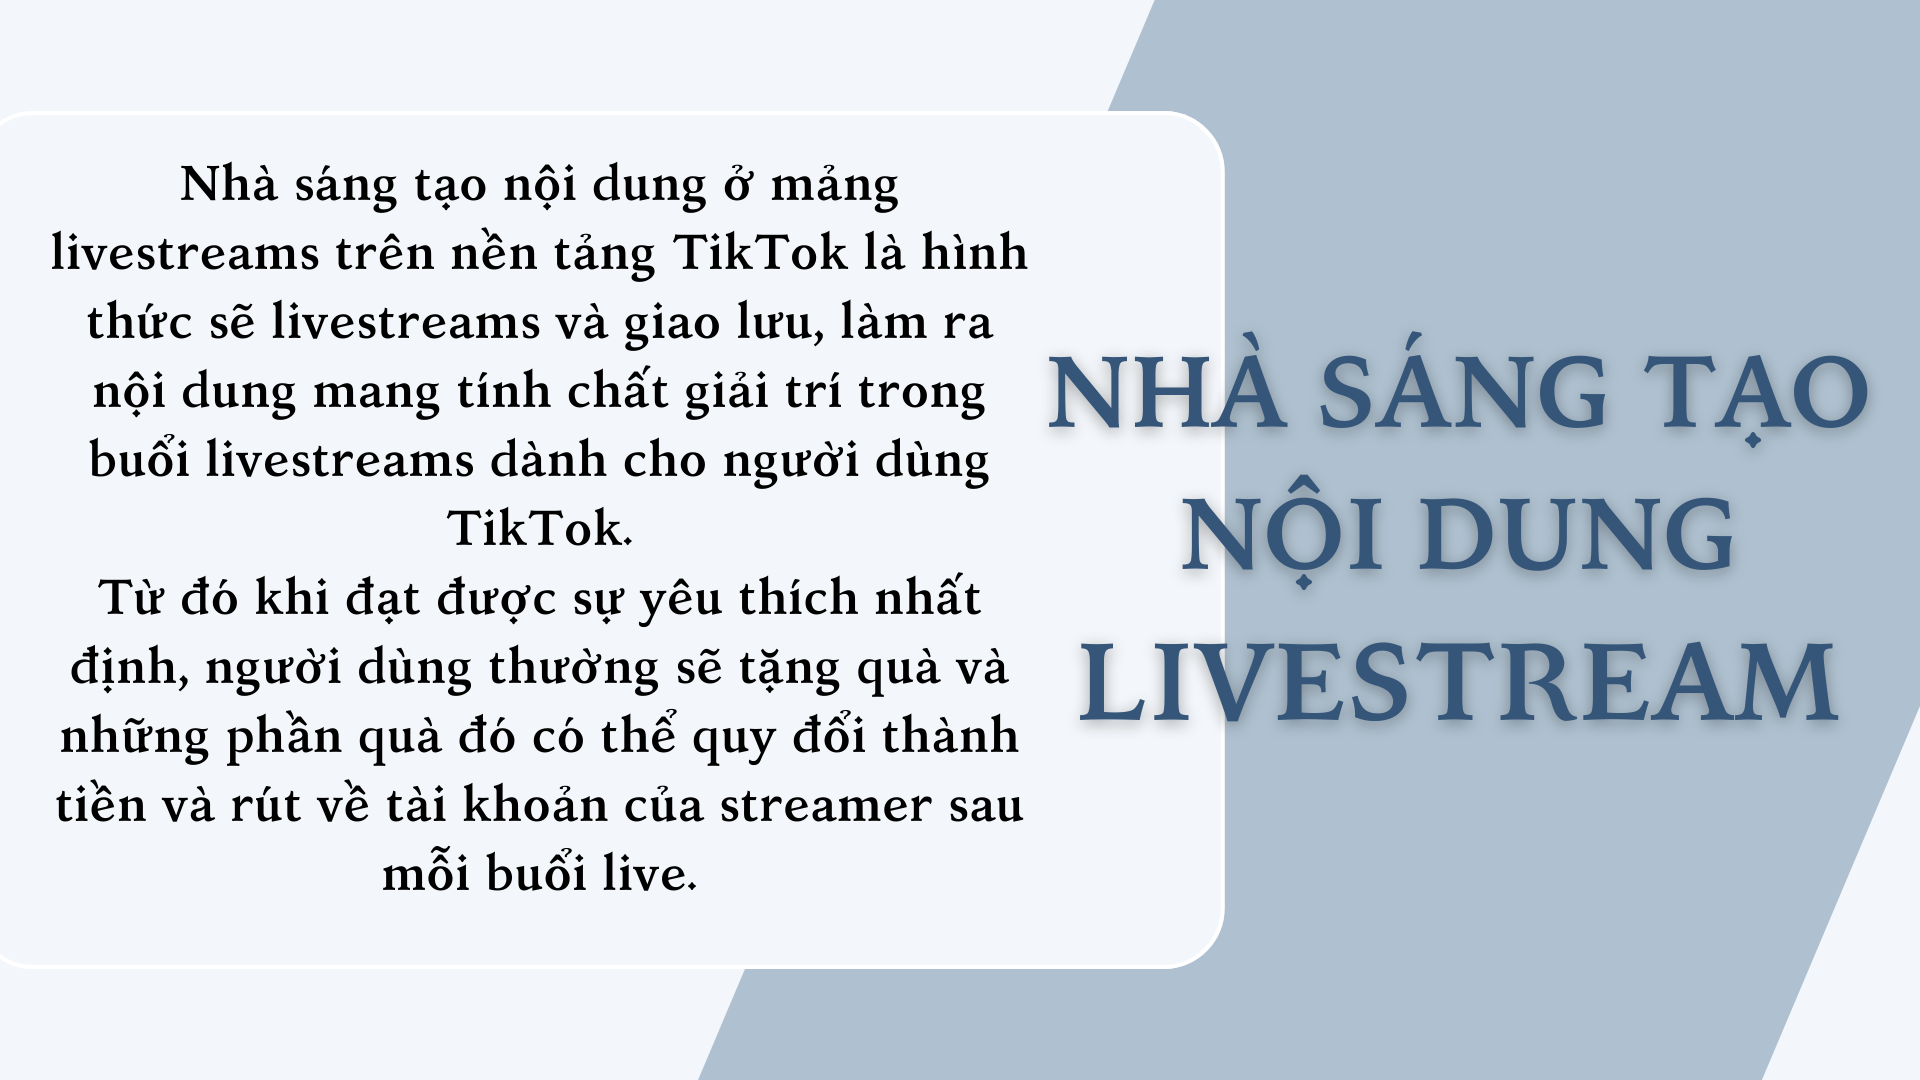 Nhà sáng tạo nội dung ở mảng
livestreams trên nền tảng TikTok là hình
thức sẽ livestreams và giao lưu, làm ra
nội dung mang tính chất giải trí trong
buổi livestreams dành cho người dùng
TikTok.
Từ đó khi đạt được sự yêu thích nhất
định, người dùng thường sẽ tặng quà và
những phần quà đó có thể quy đổi thành
tiền và rút về tài khoản của streamer sau
mỗi buổi live.
NHÀ SÁNG TẠO
NỘI DUNG
LIVESTREAM